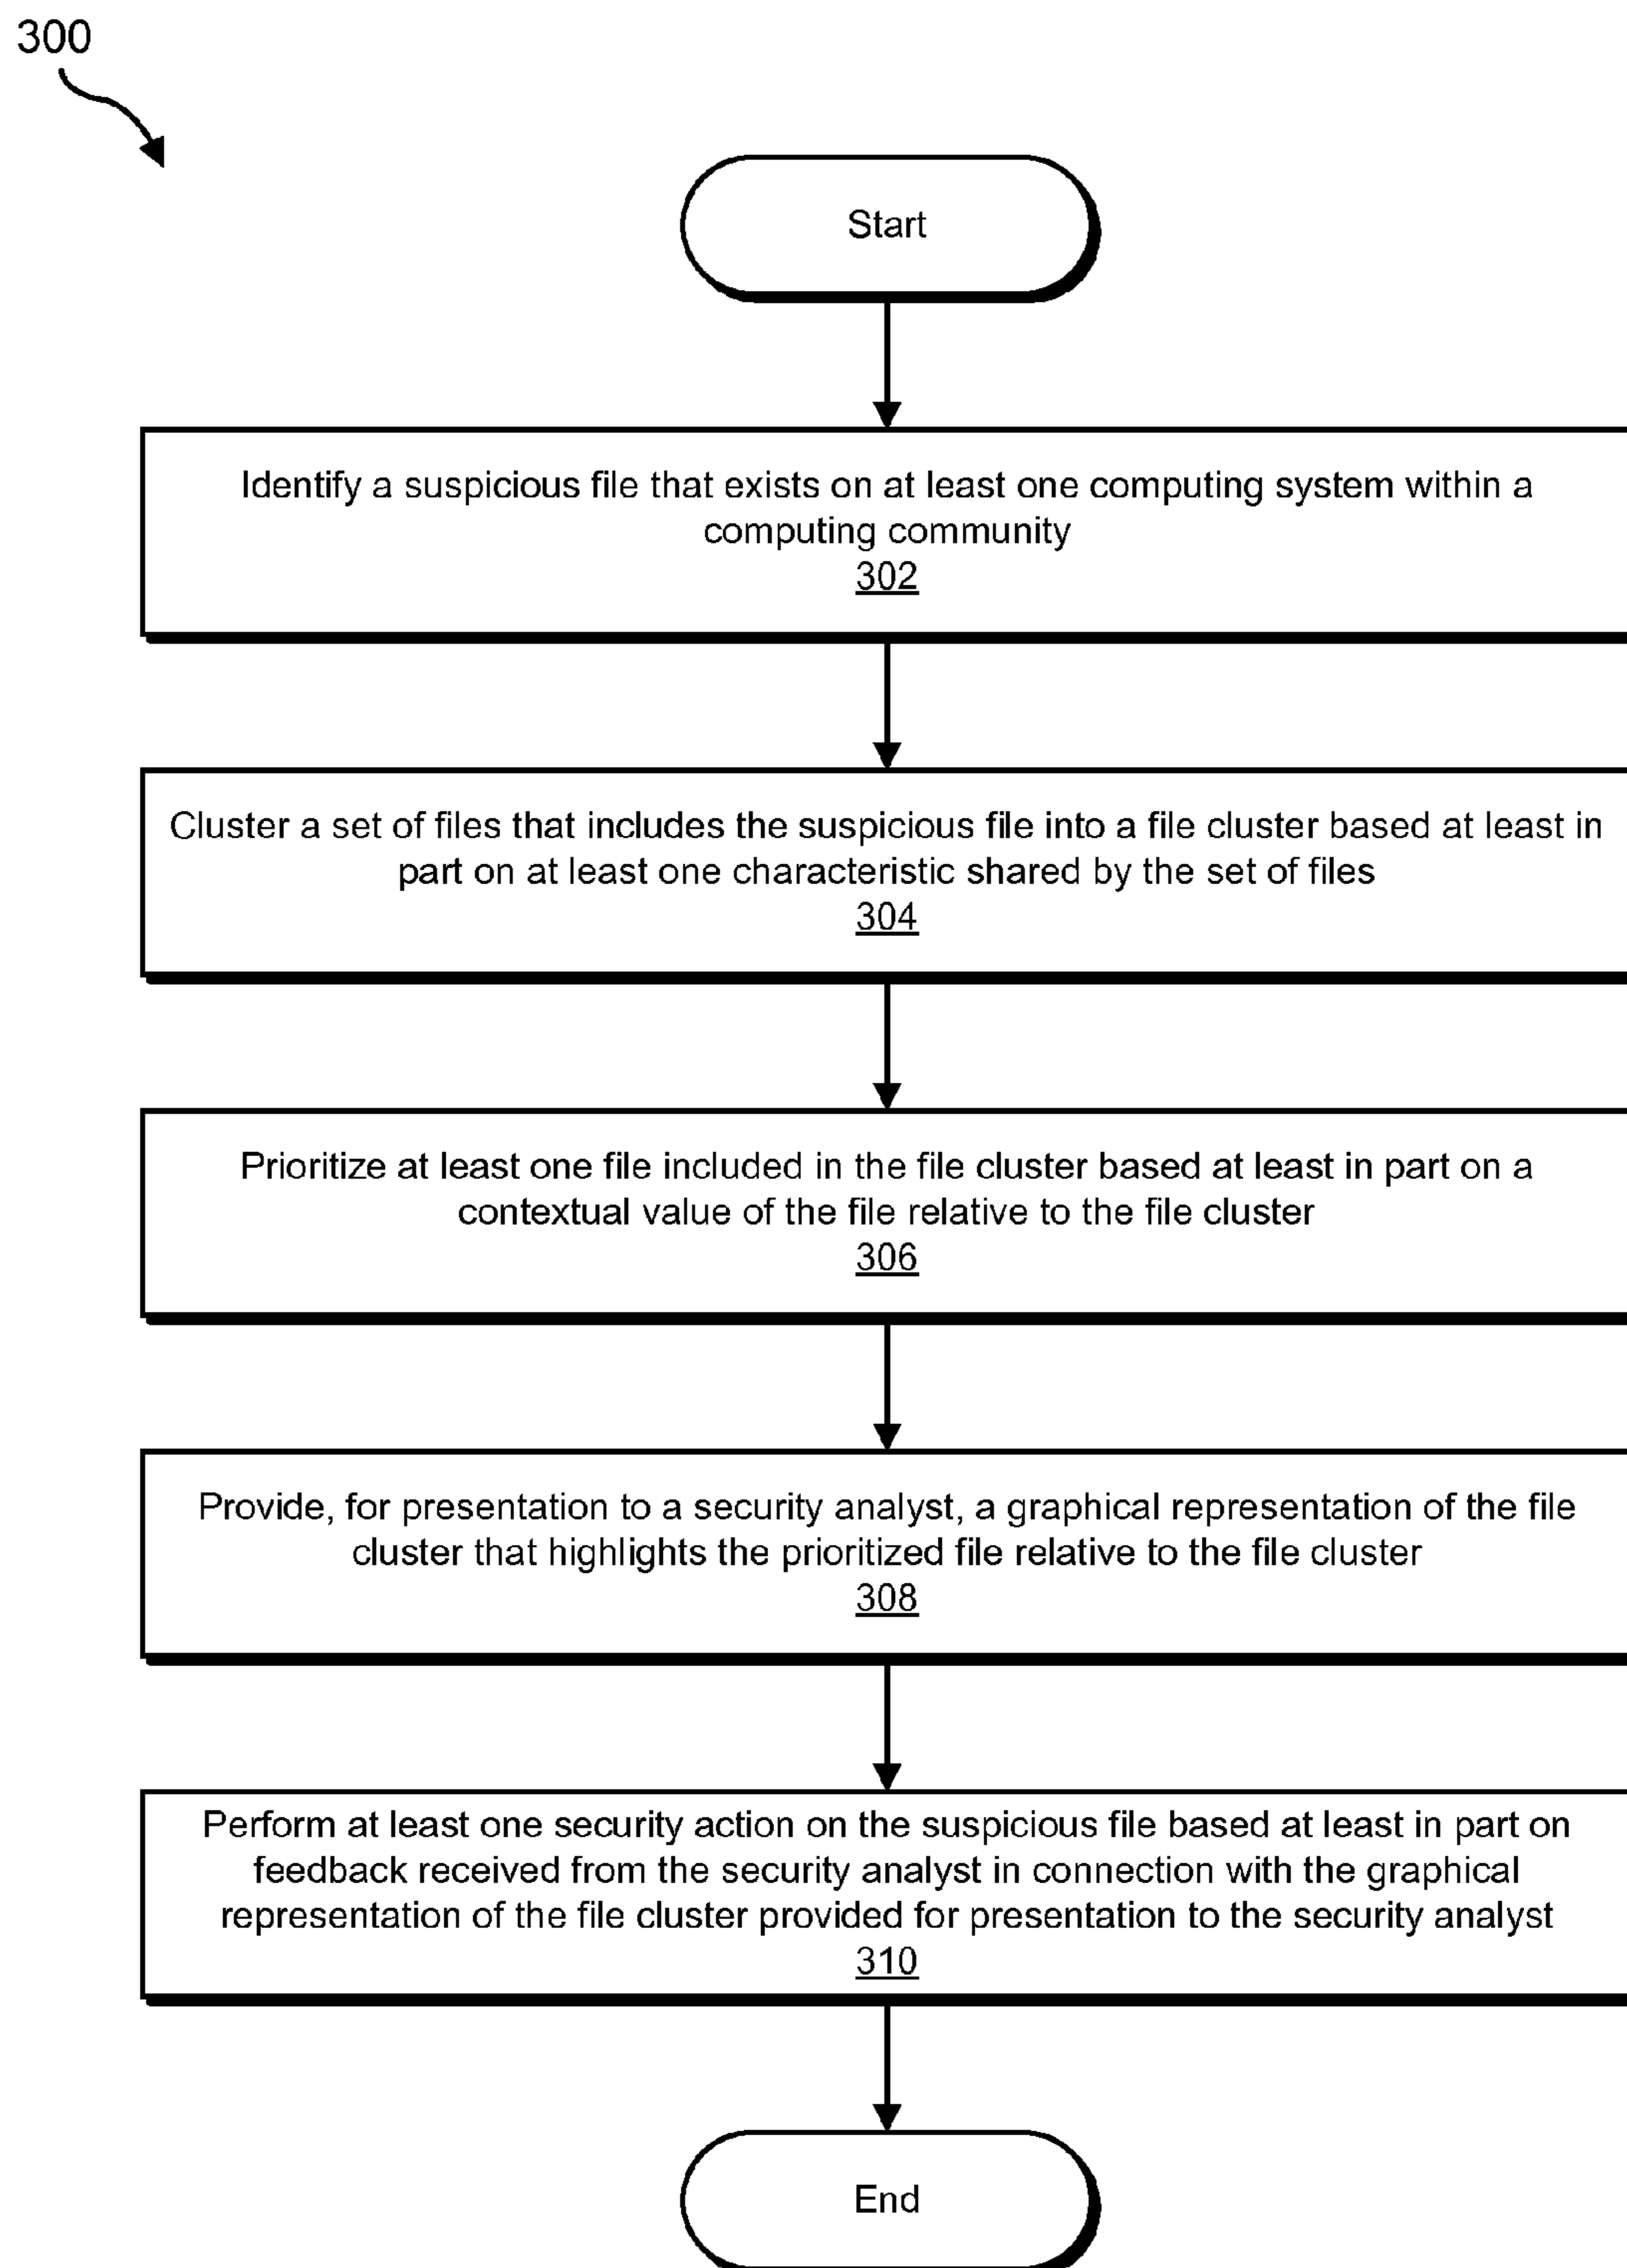 300
Start
Identify a suspicious file that exists on at least one computing system within a
computing community
302
Cluster a set of files that includes the suspicious file into a file cluster based at least in
part on at least one characteristic shared by the set of files
304
Prioritize at least one file included in the file cluster based at least in part on a
contextual value of the file relative to the file cluster
306
Provide, for presentation to a security analyst, a graphical representation of the file
cluster that highlights the prioritized file relative to the file cluster
308
Perform at least one security action on the suspicious file based at least in part on
feedback received from the security analyst in connection with the graphical
representation of the file cluster provided for presentation to the security analyst
310
End